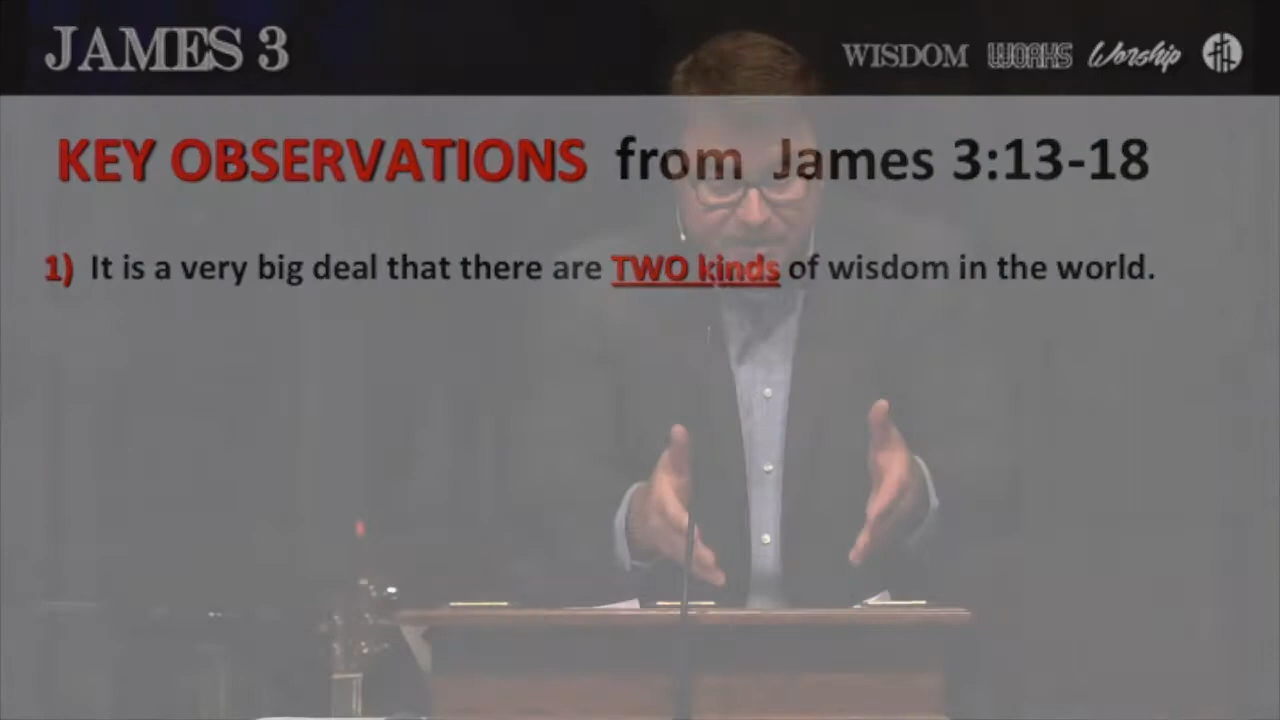 JAMES 3
WISDOM WORKS Worship
KEY OBSERVATIONS from James 3:13-18
1) It is a very big deal that there are TWO kinds of wisdom in the world.